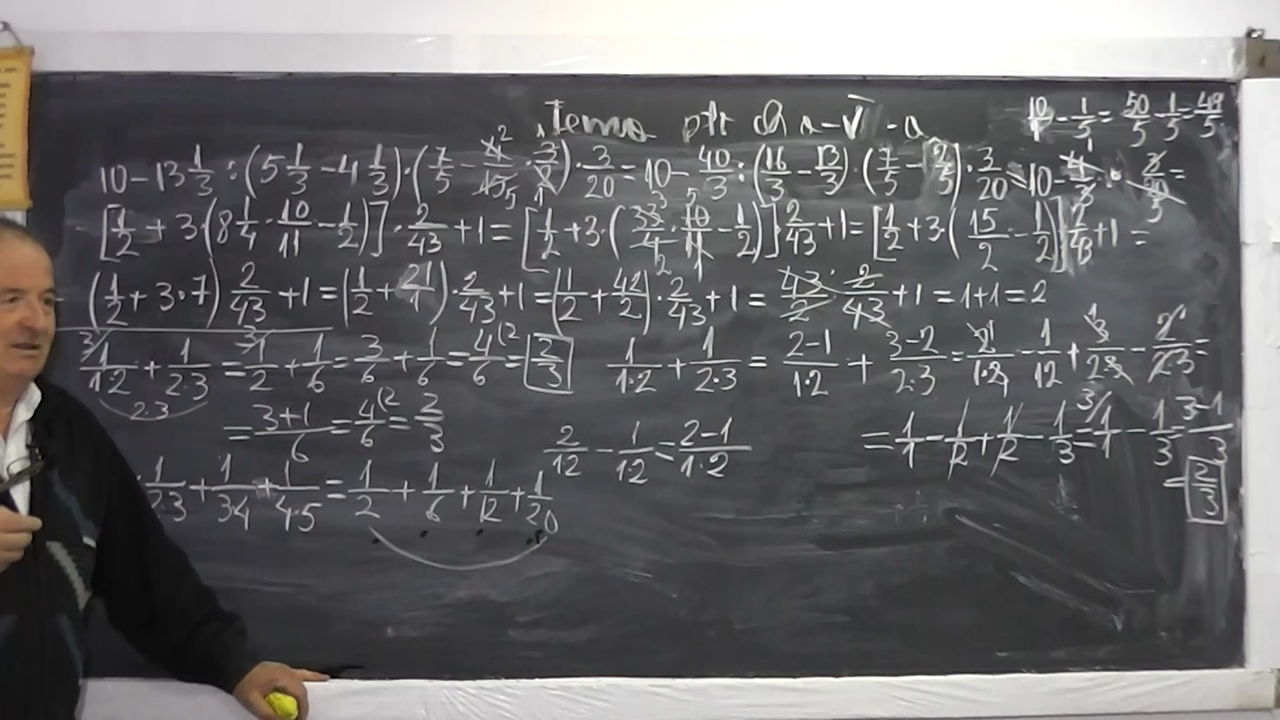 Tema ptr cls a-V-a
10/1 - 1/5 = 50/5 - 1/5 = 49/5
10 - 13 1/3 : (5 1/3 - 4 1/3) · (7/5 - 4²/15₅ · 3/2) · 3/20 = 10 - 40/3 : (16/3 - 13/3) · (7/5 - 2/5) · 3/20 = 10 - 4/3 · 3/20 =
[1/2 + 3·(8 1/4 · 10/11 - 1/2)] · 2/43 + 1 = [1/2 + 3·(33/4 · 10/11 - 1/2)] · 2/43 + 1 = [1/2 + 3·(15/2 - 1/2)] 2/43 + 1 =
(1/2 + 3·7) 2/43 + 1 = (1/2 + 21/1) · 2/43 + 1 = (1/2 + 42/2) · 2/43 + 1 = 43/2 · 2/43 + 1 = 1+1 = 2
1/1·2 + 1/2·3 = 1/2 + 1/6 = 3/6 + 1/6 = 4/6 (2 = 2/3
2·3
= 3+1/6 = 4/6 (2 = 2/3
1/1·2 + 1/2·3 = 2-1/1·2 + 3-2/2·3 = 2/1·2 - 1/12 + 3/2·3 - 2/2·3 =
= 1/1 - 1/2 + 1/2 - 1/3 = 1/1 - 1/3 = 3-1/3
= 2/3
2/12 - 1/12 = 2-1/1·2
1/2·3 + 1/3·4 + 1/4·5 = 1/2 + 1/6 + 1/12 + 1/20